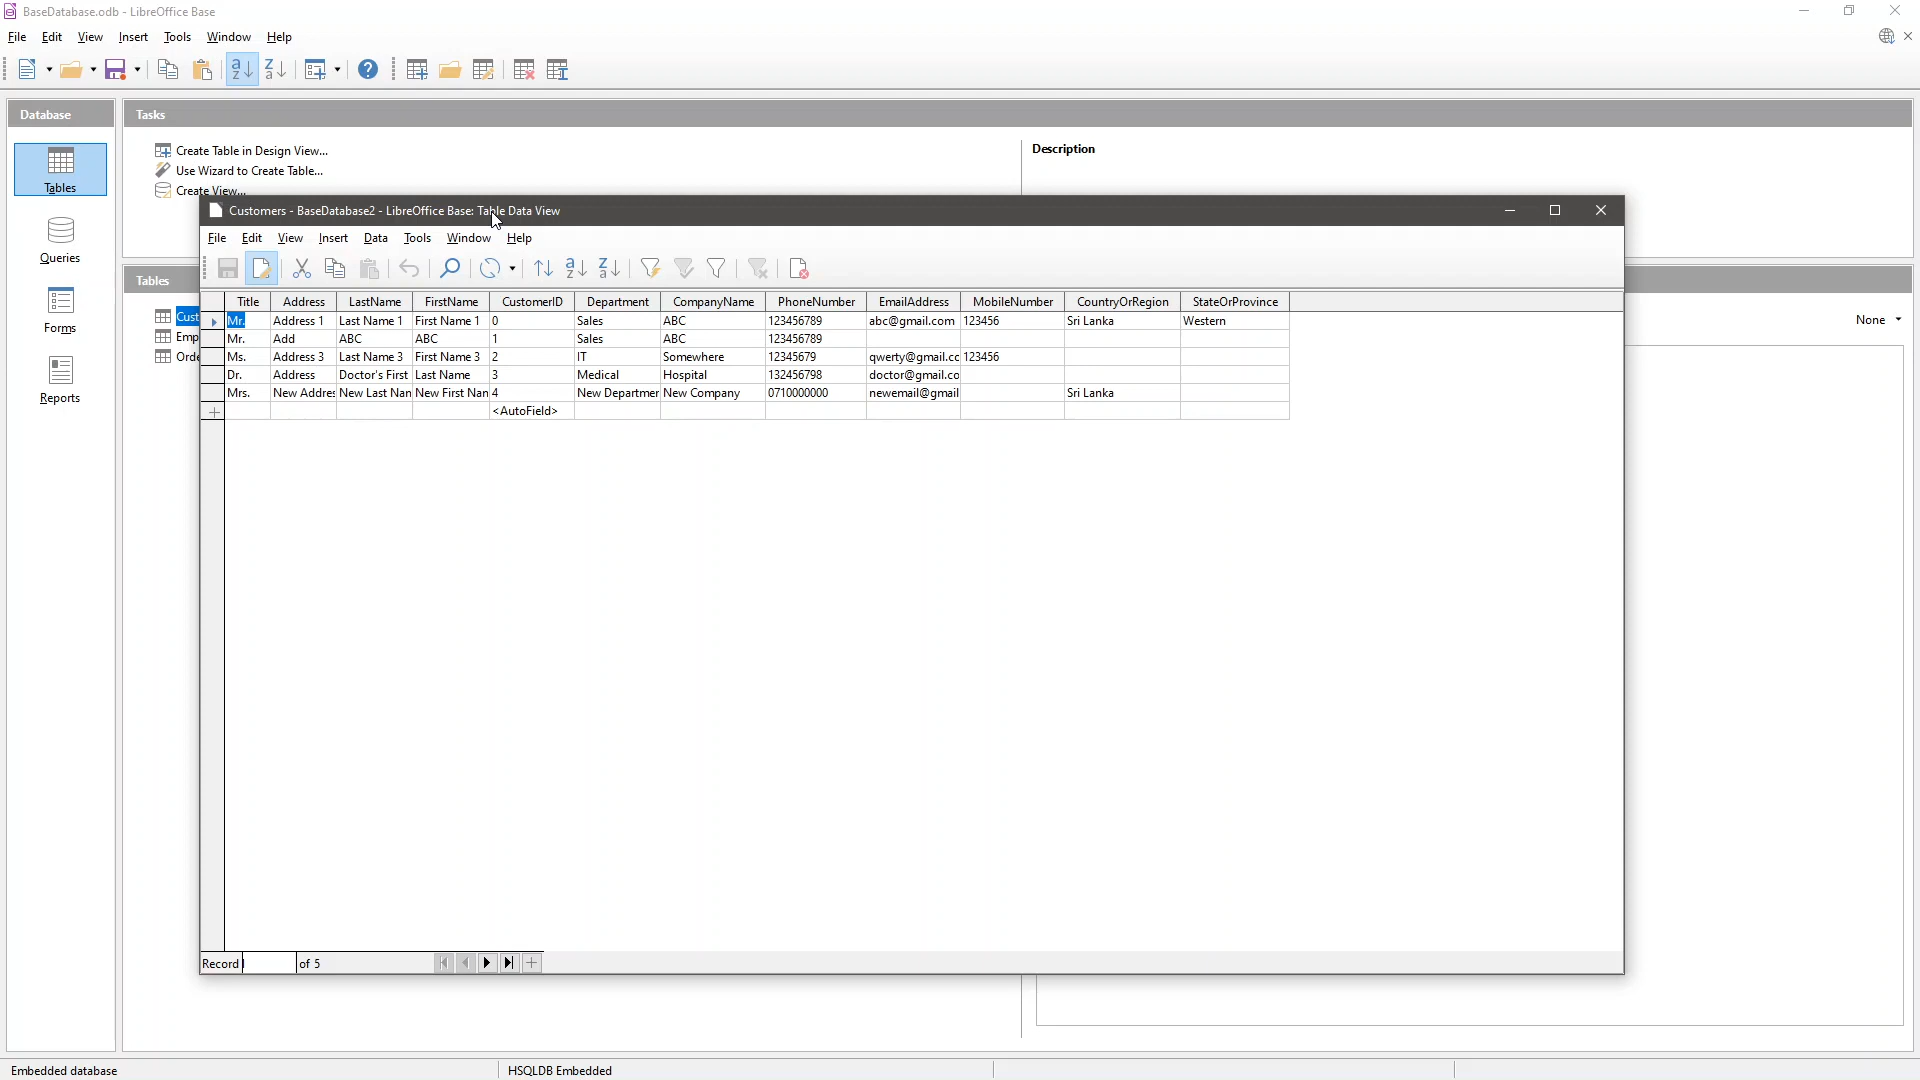 BaseDatabase.odb - LibreOffice Base
File Edit View Insert Tools Window Help
Database
Tables
Queries
Forms
Reports
Tasks
Create Table in Design View...
Use Wizard to Create Table...
Create View...
Description
Tables
Cust
Emp
Orde
None
Customers - BaseDatabase2 - LibreOffice Base: Table Data View
File Edit View Insert Data Tools Window Help
Title Address LastName FirstName CustomerID Department CompanyName PhoneNumber EmailAddress MobileNumber CountryOrRegion StateOrProvince
Mr. Address 1 Last Name 1 First Name 1 0 Sales ABC 123456789 abc@gmail.com 123456 Sri Lanka Western
Mr. Add ABC ABC 1 Sales ABC 123456789
Ms. Address 3 Last Name 3 First Name 3 2 IT Somewhere 12345679 qwerty@gmail.cc 123456
Dr. Address Doctor's First Last Name 3 Medical Hospital 132456798 doctor@gmail.co
Mrs. New Addres New Last Nan New First Nan 4 New Departmer New Company 0710000000 newemail@gmail Sri Lanka
<AutoField>
Record of 5
Embedded database HSQLDB Embedded